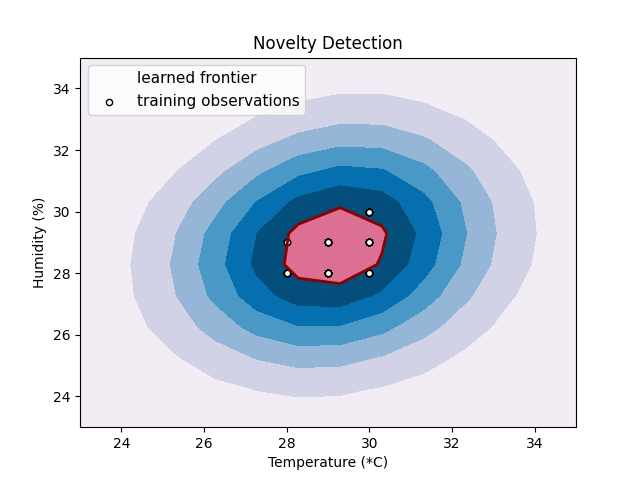 Novelty Detection
learned frontier
training observations
34
32
30
28
26
24
Humidity (%)
24 26 28 30 32 34
Temperature (*C)